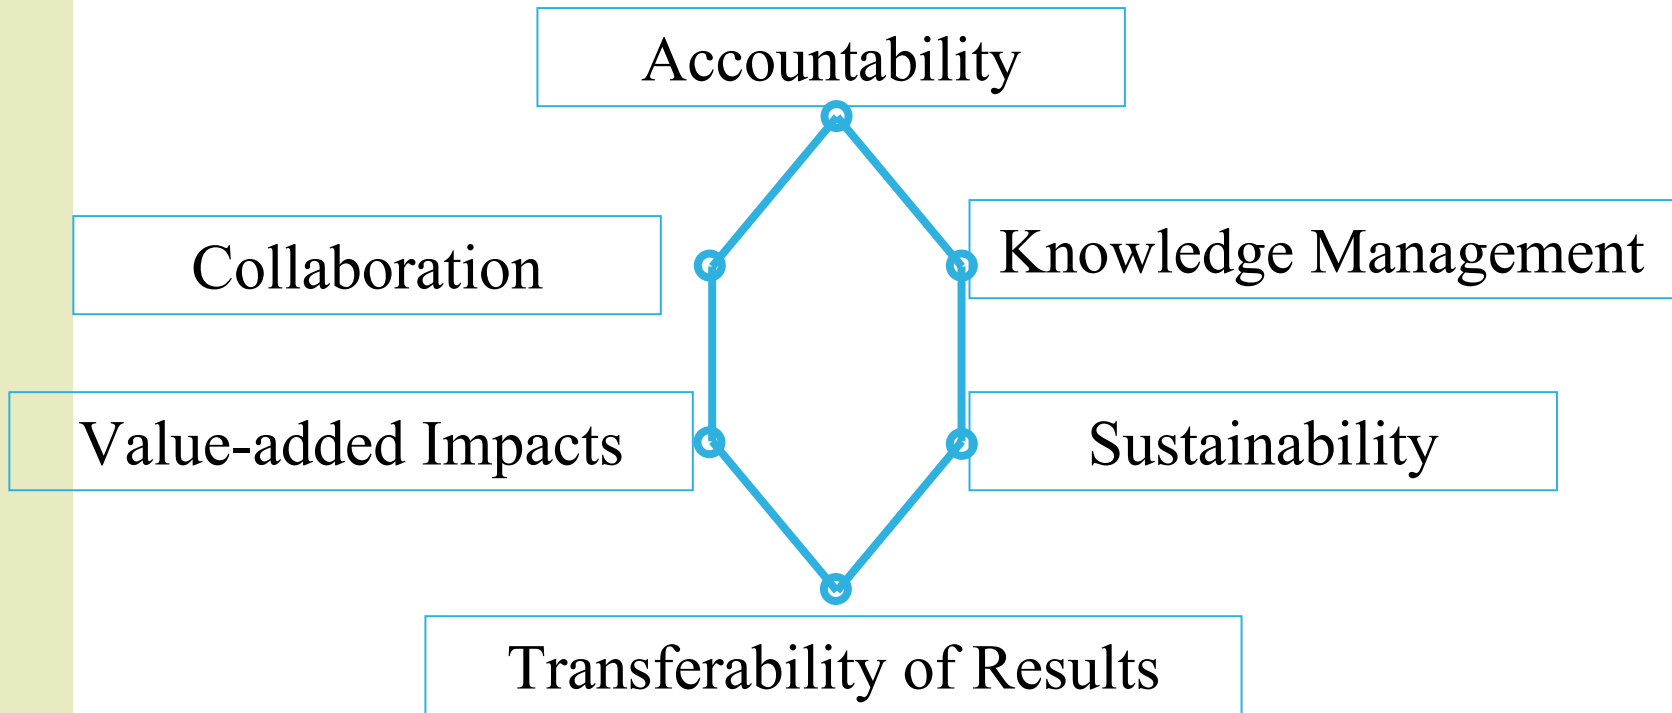 Accountability
Collaboration
Knowledge Management
Value-added Impacts
Sustainability
Transferability of Results